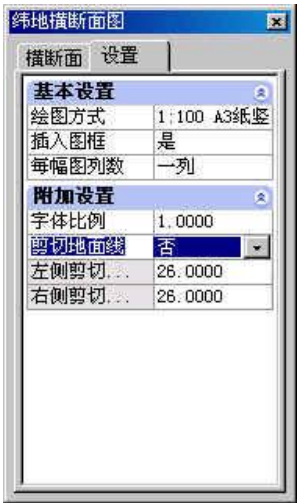 纬地横断面图
横断面 设置
基本设置
绘图方式 1:100 A3纸竖
插入图框 是
每幅图列数 一列
附加设置
字体比例 1.0000
剪切地面线 否
左侧剪切... 26.0000
右侧剪切... 26.0000